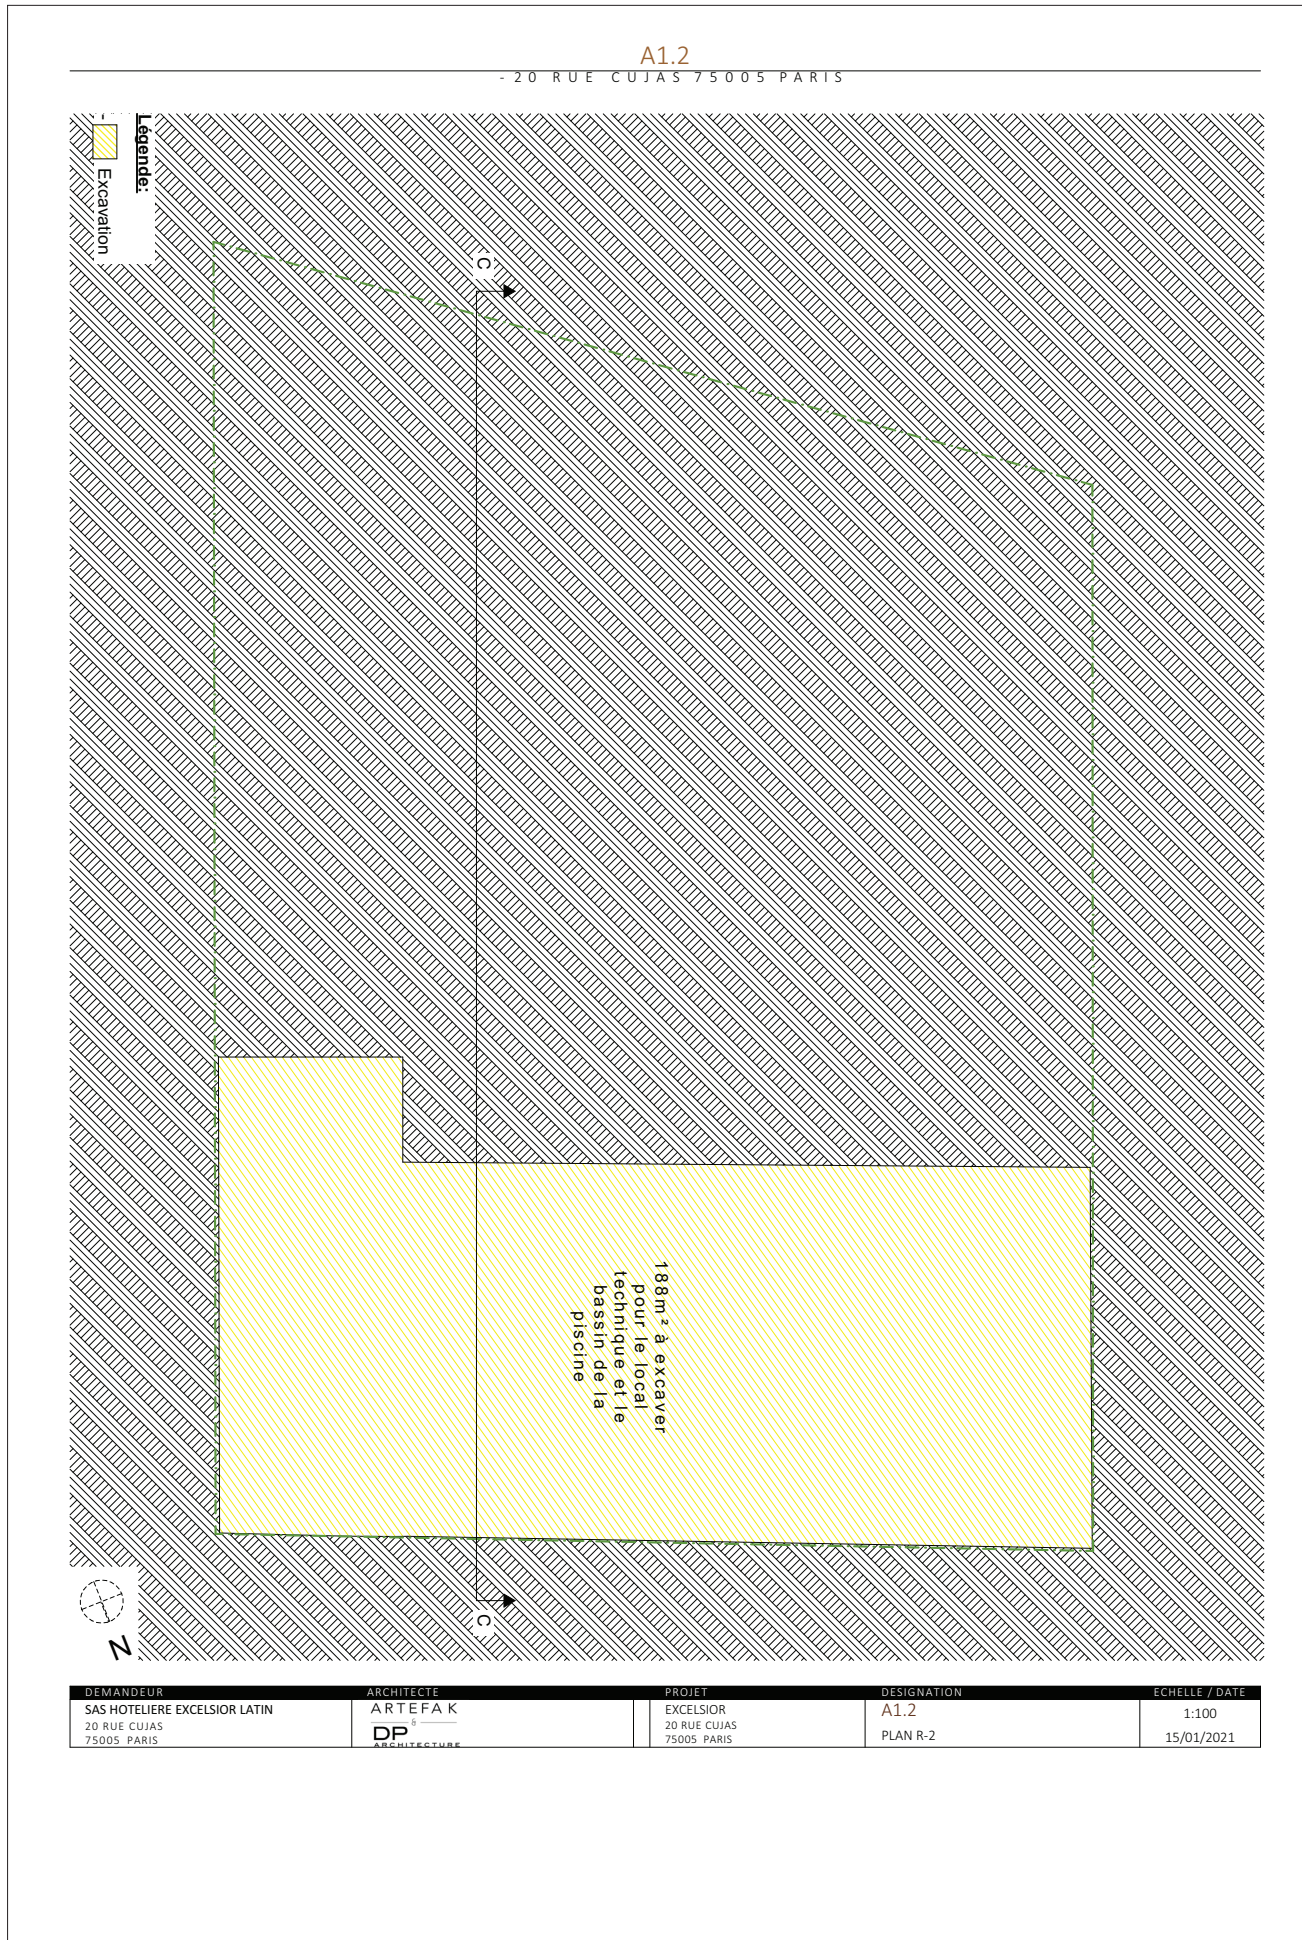 A1.2
- 20 RUE CUJAS 75005 PARIS
Légende:
Excavation
C
188m² à excaver
pour le local
technique et le
bassin de la
piscine
C
N
DEMANDEUR
SAS HOTELIERE EXCELSIOR LATIN
20 RUE CUJAS
75005 PARIS
ARCHITECTE
ARTEFAK
&
DP
ARCHITECTURE
PROJET
EXCELSIOR
20 RUE CUJAS
75005 PARIS
DESIGNATION
A1.2
PLAN R-2
ECHELLE / DATE
1:100
15/01/2021